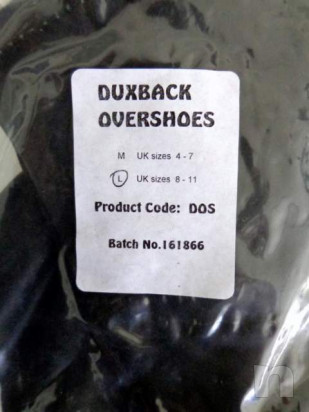 DUXBACK
OVERSHOES
M UK sizes 4 - 7
L UK sizes 8 - 11
Product Code: DOS
Batch No.161866
n